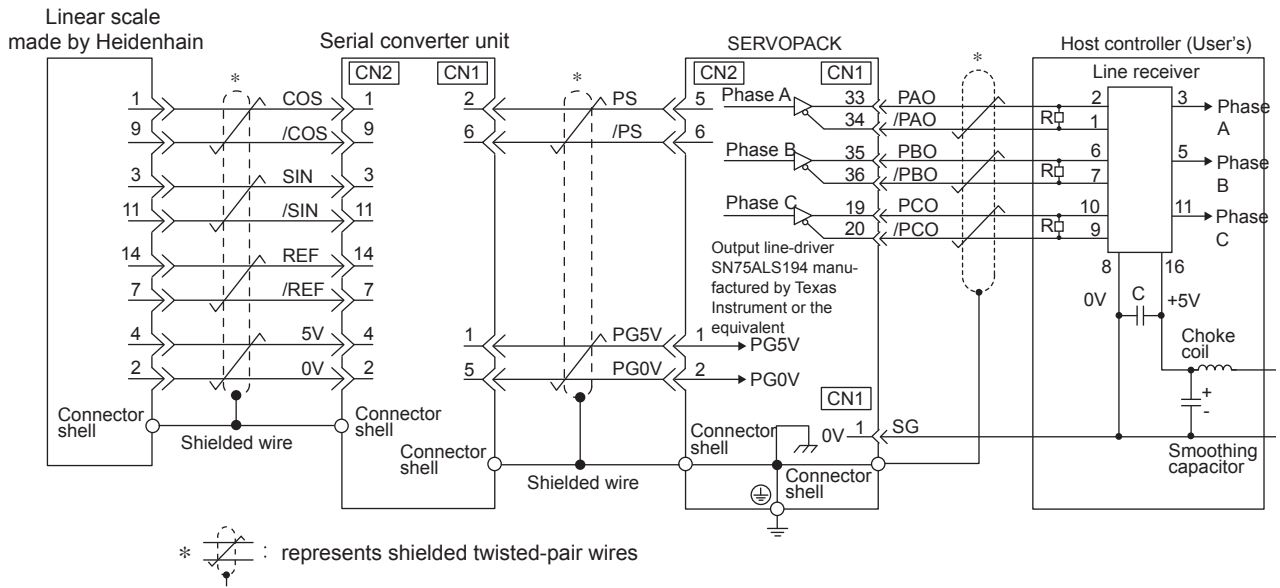 Linear scale
made by Heidenhain
Serial converter unit
SERVOPACK
Host controller (User's)
*
CN2
CN1
*
CN2
CN1
*
Line receiver
1
COS
1
2
PS
5
Phase A
33
PAO
2
3
Phase
A
9
/COS
9
6
/PS
6
34
/PAO
R
1
3
SIN
3
Phase B
35
PBO
6
5
Phase
B
11
/SIN
11
36
/PBO
R
7
14
REF
14
Phase C
19
PCO
10
11
Phase
C
7
/REF
7
20
/PCO
R
9
Output line-driver
SN75ALS194 manu-
factured by Texas
Instrument or the
equivalent
8
16
0V
C
+5V
4
5V
4
1
PG5V
1
PG5V
Choke
coil
2
0V
2
5
PG0V
2
PG0V
+
-
CN1
Connector
shell
Shielded wire
Connector
shell
Connector
shell
0V
1
SG
Smoothing
capacitor
Connector
shell
Shielded wire
Connector
shell
* : represents shielded twisted-pair wires